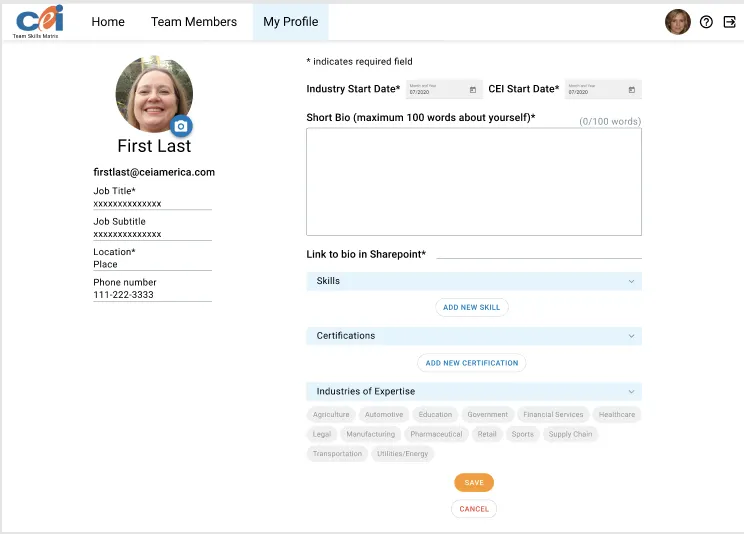 cei
Team Skills Matrix
Home Team Members My Profile
First Last
firstlast@ceiamerica.com
Job Title*
xxxxxxxxxxxxxx
Job Subtitle
xxxxxxxxxxxxxx
Location*
Place
Phone number
111-222-3333
* indicates required field
Industry Start Date* Month and Year 07/2020 CEI Start Date* Month and Year 07/2020
Short Bio (maximum 100 words about yourself)* (0/100 words)
Link to bio in Sharepoint*
Skills
ADD NEW SKILL
Certifications
ADD NEW CERTIFICATION
Industries of Expertise
Agriculture Automotive Education Government Financial Services Healthcare
Legal Manufacturing Pharmaceutical Retail Sports Supply Chain
Transportation Utilities/Energy
SAVE
CANCEL